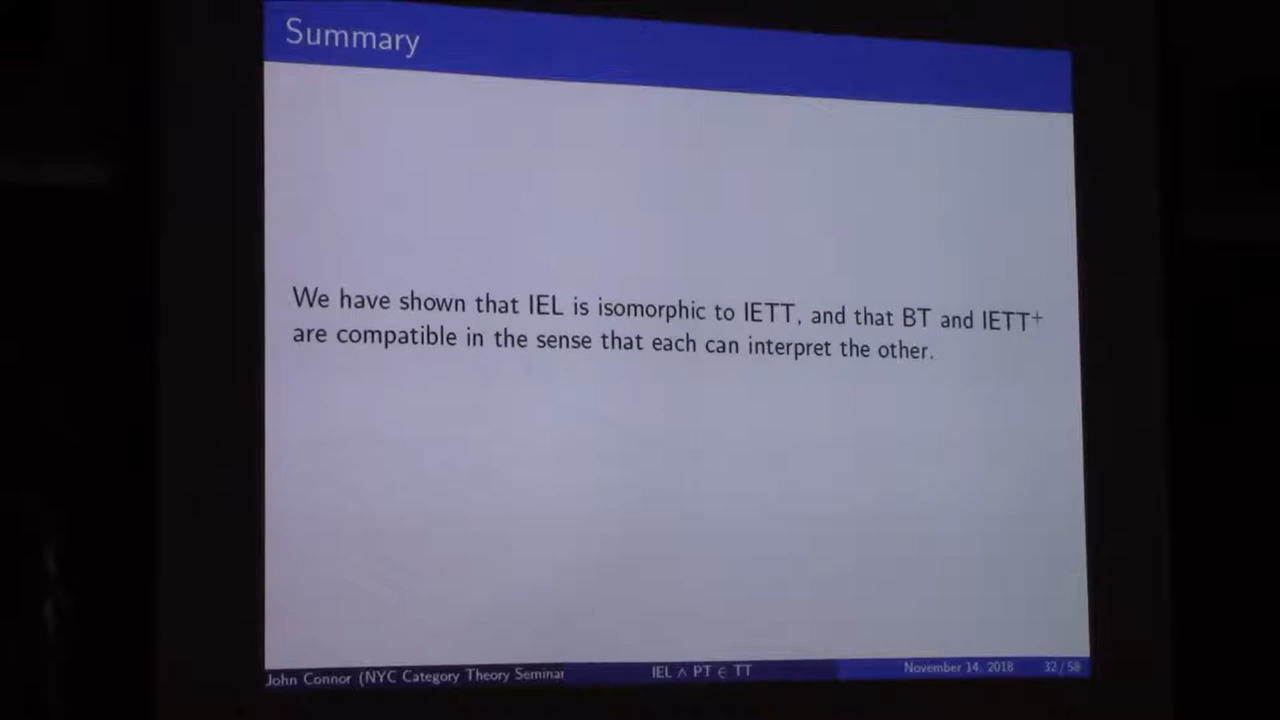 Summary
We have shown that IEL is isomorphic to IETT, and that BT and IETT⁺
are compatible in the sense that each can interpret the other.
John Connor (NYC Category Theory Seminar
IEL ∧ PT ∈ TT
November 14, 2018
32 / 58